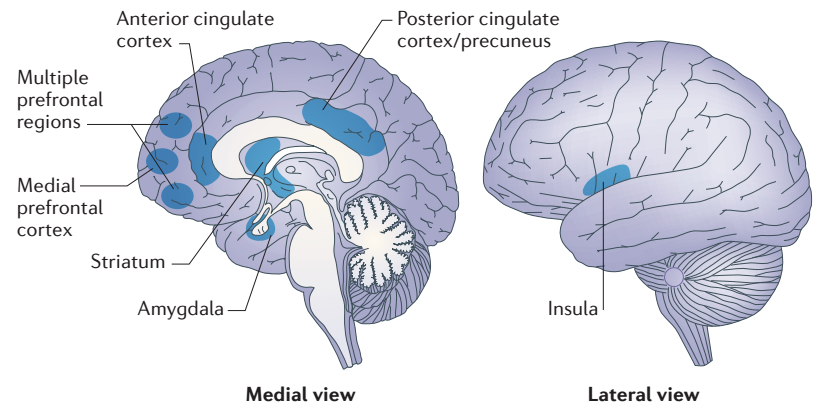 Anterior cingulate
cortex
Posterior cingulate
cortex/precuneus
Multiple
prefrontal
regions
Medial
prefrontal
cortex
Striatum
Amygdala
Insula
Medial view
Lateral view